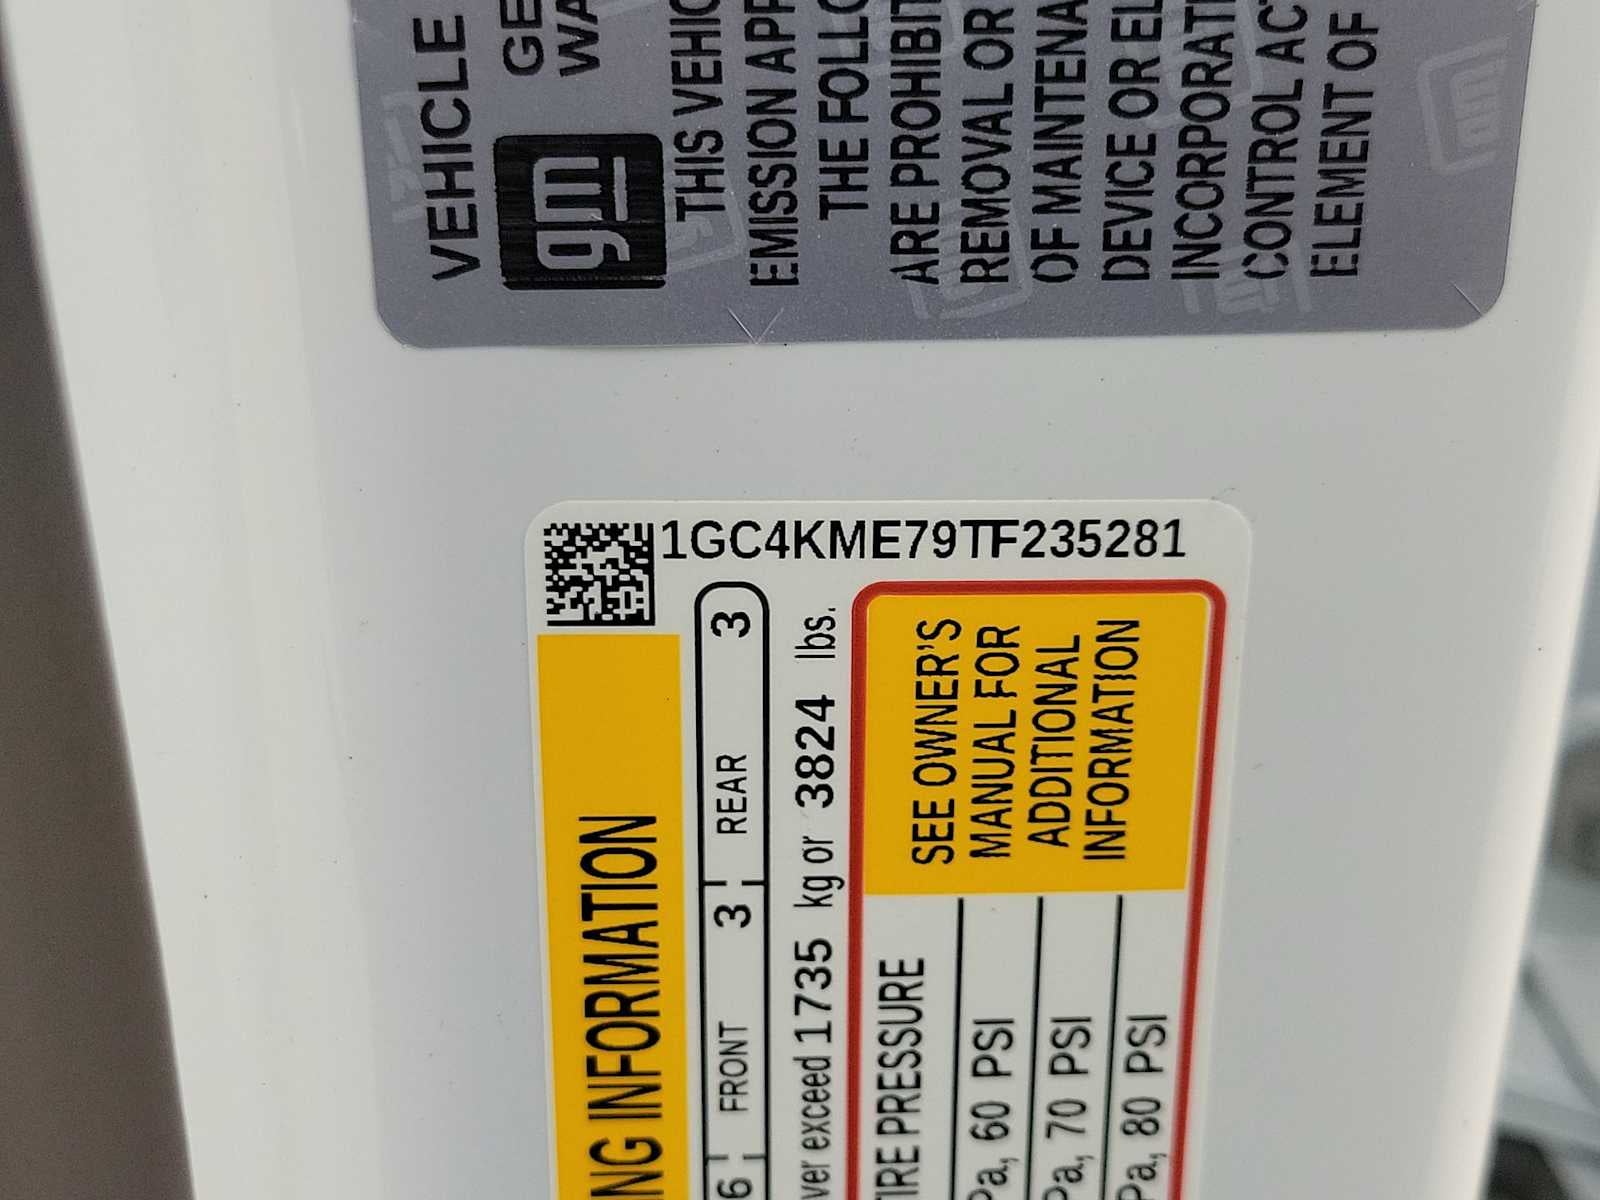 VEHICLE
GE
WA
gm
THIS VEHIC
EMISSION APP
THE FOLLO
ARE PROHIBIT
REMOVAL OR
OF MAINTENA
DEVICE OR EL
INCORPORATI
CONTROL ACT
ELEMENT OF
1GC4KME79TF235281
NG INFORMATION
6 FRONT 3 REAR 3
ver exceed 1735 kg or 3824 lbs.
TIRE PRESSURE
SEE OWNER'S
MANUAL FOR
ADDITIONAL
INFORMATION
Pa, 60 PSI
Pa, 70 PSI
Pa, 80 PSI